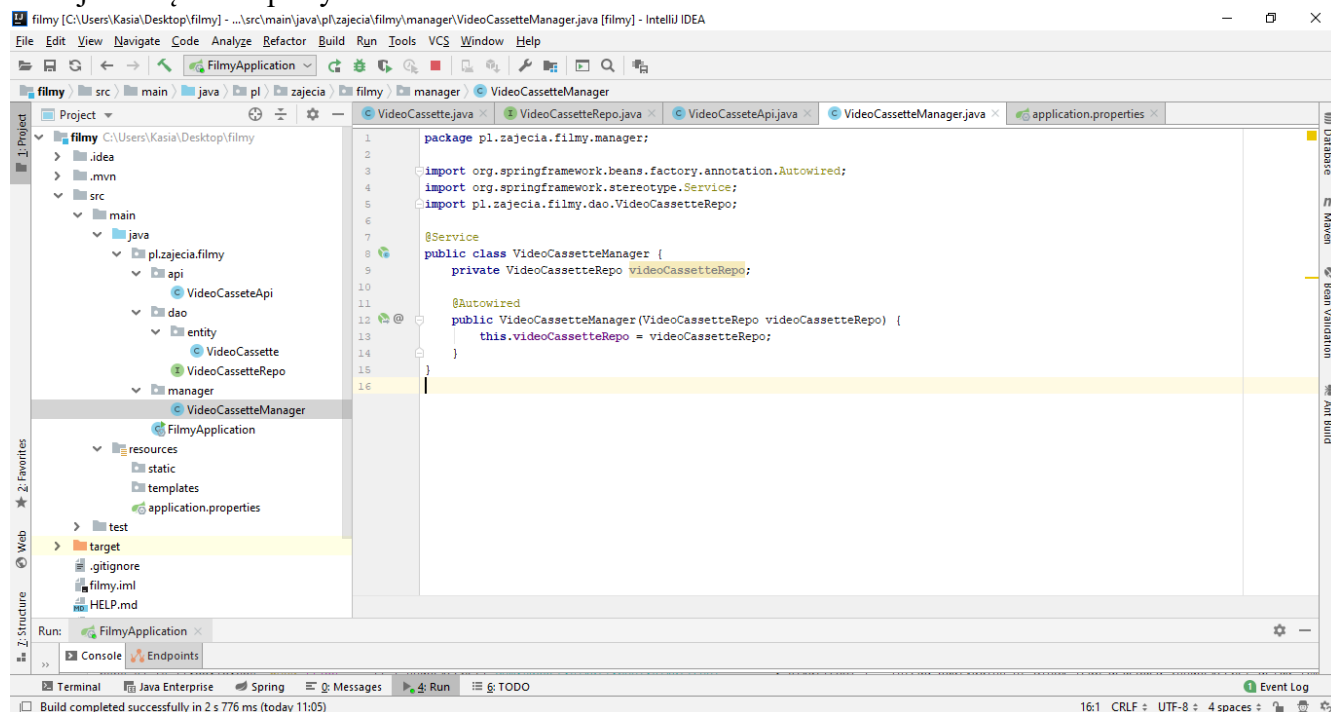 filmy [C:\Users\Kasia\Desktop\filmy] - ...\src\main\java\pl\zajecia\filmy\manager\VideoCassetteManager.java [filmy] - IntelliJ IDEA
File Edit View Navigate Code Analyze Refactor Build Run Tools VCS Window Help
FilmyApplication
filmy src main java pl zajecia filmy manager VideoCassetteManager
Project
VideoCassette.java VideoCassetteRepo.java VideoCasseteApi.java VideoCassetteManager.java application.properties
1: Project
filmy C:\Users\Kasia\Desktop\filmy
.idea
.mvn
src
main
java
pl.zajecia.filmy
api
VideoCasseteApi
dao
entity
VideoCassette
VideoCassetteRepo
manager
VideoCassetteManager
FilmyApplication
resources
static
templates
application.properties
test
target
.gitignore
filmy.iml
HELP.md
1 package pl.zajecia.filmy.manager;
2
3 import org.springframework.beans.factory.annotation.Autowired;
4 import org.springframework.stereotype.Service;
5 import pl.zajecia.filmy.dao.VideoCassetteRepo;
6
7 @Service
8 public class VideoCassetteManager {
9 private VideoCassetteRepo videoCassetteRepo;
10
11 @Autowired
12 public VideoCassetteManager(VideoCassetteRepo videoCassetteRepo) {
13 this.videoCassetteRepo = videoCassetteRepo;
14 }
15 }
16
Database
Maven
Bean Validation
Ant Build
2: Favorites
Web
7: Structure
Run: FilmyApplication
Console Endpoints
Terminal Java Enterprise Spring 0: Messages 4: Run 6: TODO 1 Event Log
Build completed successfully in 2 s 776 ms (today 11:05) 16:1 CRLF UTF-8 4 spaces